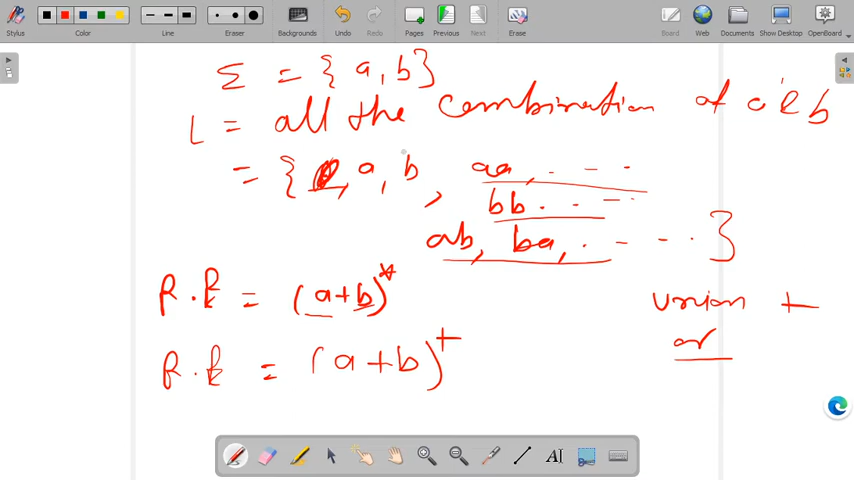 Stylus Color Line Eraser Backgrounds Undo Redo Pages Previous Next Erase Board Web Documents Show Desktop OpenBoard
Σ = {a, b}
L = all the combination of a & b
= { , a, b, aa, . - - .
bb. . - - .
ab, ba, . - - - . }
R.E = (a+b)*
union +
or
R.E = (a+b)+